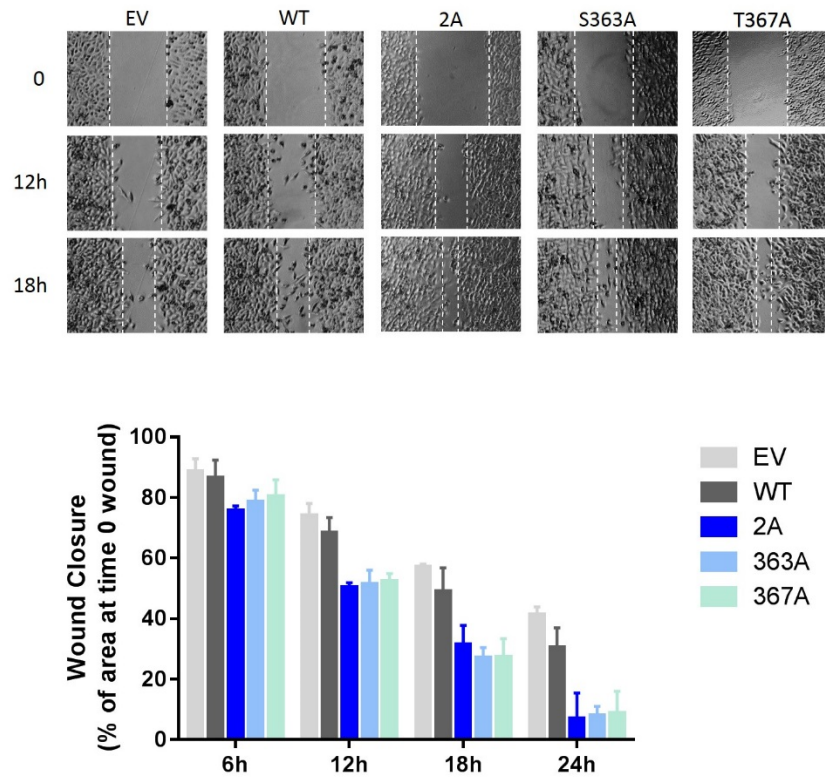 EV WT 2A S363A T367A
0
12h
18h
Wound Closure
(% of area at time 0 wound)
100
80
60
40
20
0
6h 12h 18h 24h
EV
WT
2A
363A
367A